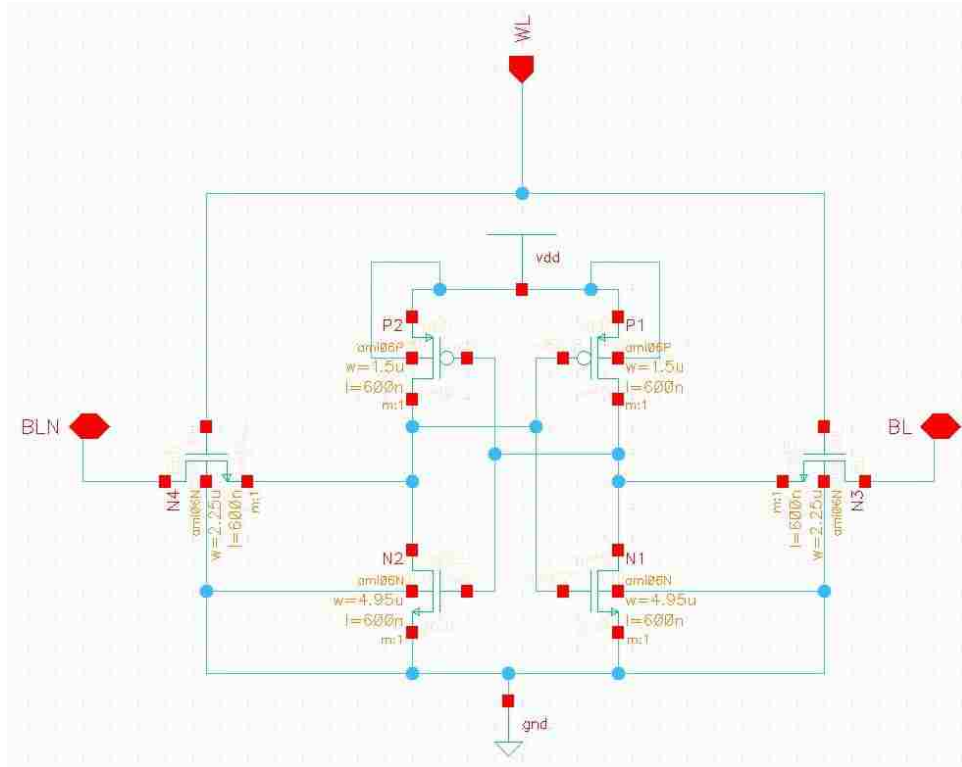 WL
vdd
P2
ami06P
w=1.5u
l=600n
m:1
P1
ami06P
w=1.5u
l=600n
m:1
BLN
BL
N4
ami06N
w=2.25u
l=600n
m:1
m:1
l=600n
w=2.25u
ami06N
N3
N2
ami06N
w=4.95u
l=600n
m:1
N1
ami06N
w=4.95u
l=600n
m:1
gnd